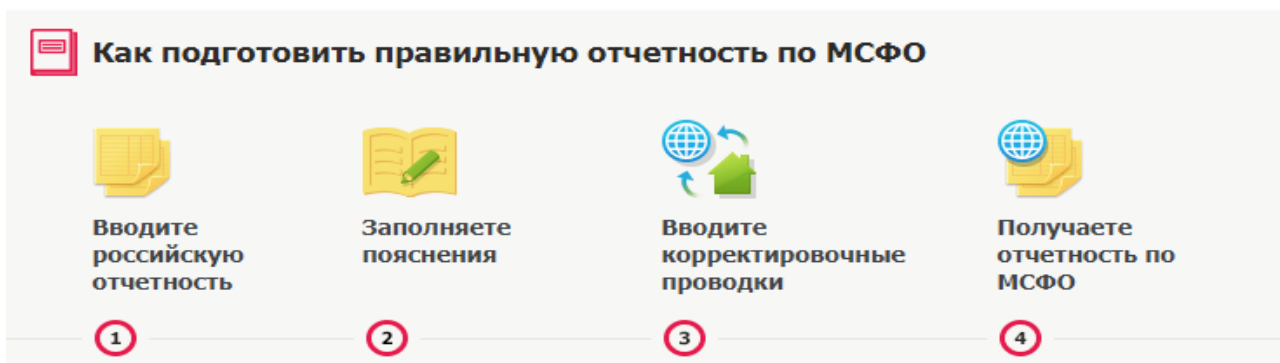 Как подготовить правильную отчетность по МСФО
Вводите
российскую
отчетность
Заполняете
пояснения
Вводите
корректировочные
проводки
Получаете
отчетность по
МСФО
1
2
3
4